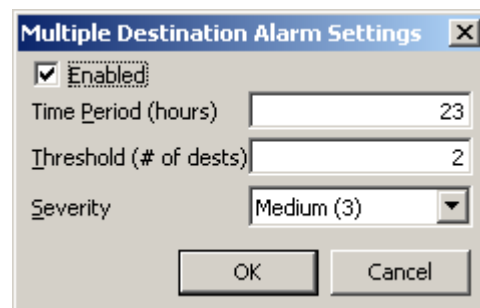 Multiple Destination Alarm Settings
Enabled
Time Period (hours) 23
Threshold (# of dests) 2
Severity Medium (3)
OK Cancel